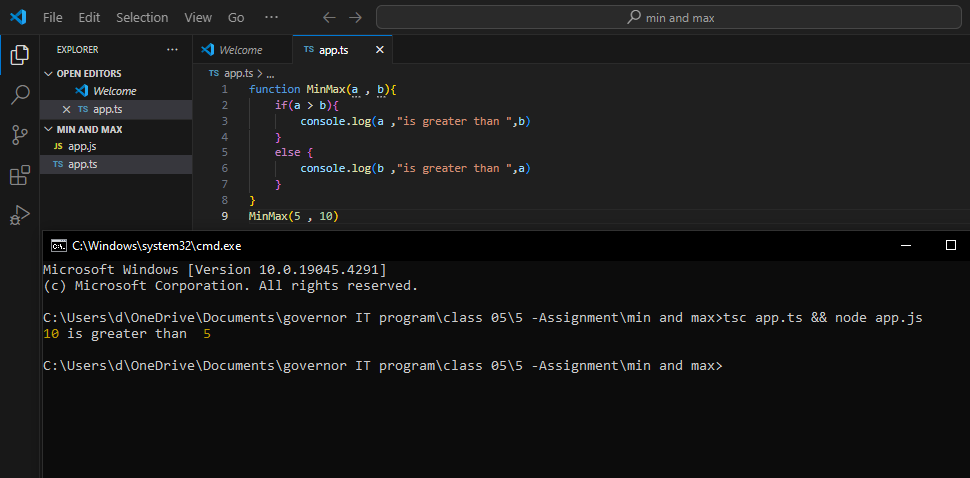 File Edit Selection View Go ··· ← → min and max
EXPLORER ···
Welcome
TS app.ts ×
OPEN EDITORS
Welcome
× TS app.ts
MIN AND MAX
JS app.js
TS app.ts
TS app.ts > ...
1 function MinMax(a , b){
2 if(a > b){
3 console.log(a ,"is greater than ",b)
4 }
5 else {
6 console.log(b ,"is greater than ",a)
7 }
8 }
9 MinMax(5 , 10)
C:\Windows\system32\cmd.exe
Microsoft Windows [Version 10.0.19045.4291]
(c) Microsoft Corporation. All rights reserved.
C:\Users\d\OneDrive\Documents\governor IT program\class 05\5 -Assignment\min and max>tsc app.ts && node app.js
10 is greater than  5
C:\Users\d\OneDrive\Documents\governor IT program\class 05\5 -Assignment\min and max>